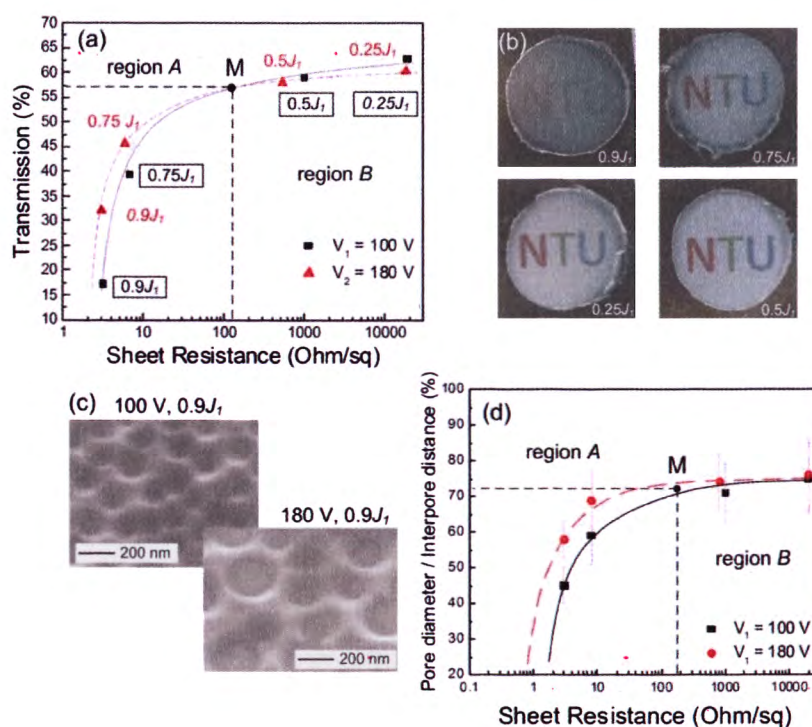 (a)
75
70
65
60
55
50
45
40
35
30
25
20
15
10
Transmission (%)
region A
M
0.5J₁
0.25J₁
0.75 J₁
0.5J₁
0.25J₁
0.75J₁
region B
0.9J₁
0.9J₁
V₁ = 100 V
V₂ = 180 V
1 10 100 1000 10000
Sheet Resistance (Ohm/sq)
(b)
0.9J₁
NTU
0.75J₁
NTU
0.25J₁
NTU
0.5J₁
(c)
100 V, 0.9J₁
200 nm
180 V, 0.9J₁
200 nm
(d)
100
90
80
70
60
50
40
30
20
Pore diameter / Interpore distance (%)
region A
M
region B
V₁ = 100 V
V₁ = 180 V
0.1 1 10 100 1000 10000
Sheet Resistance (Ohm/sq)